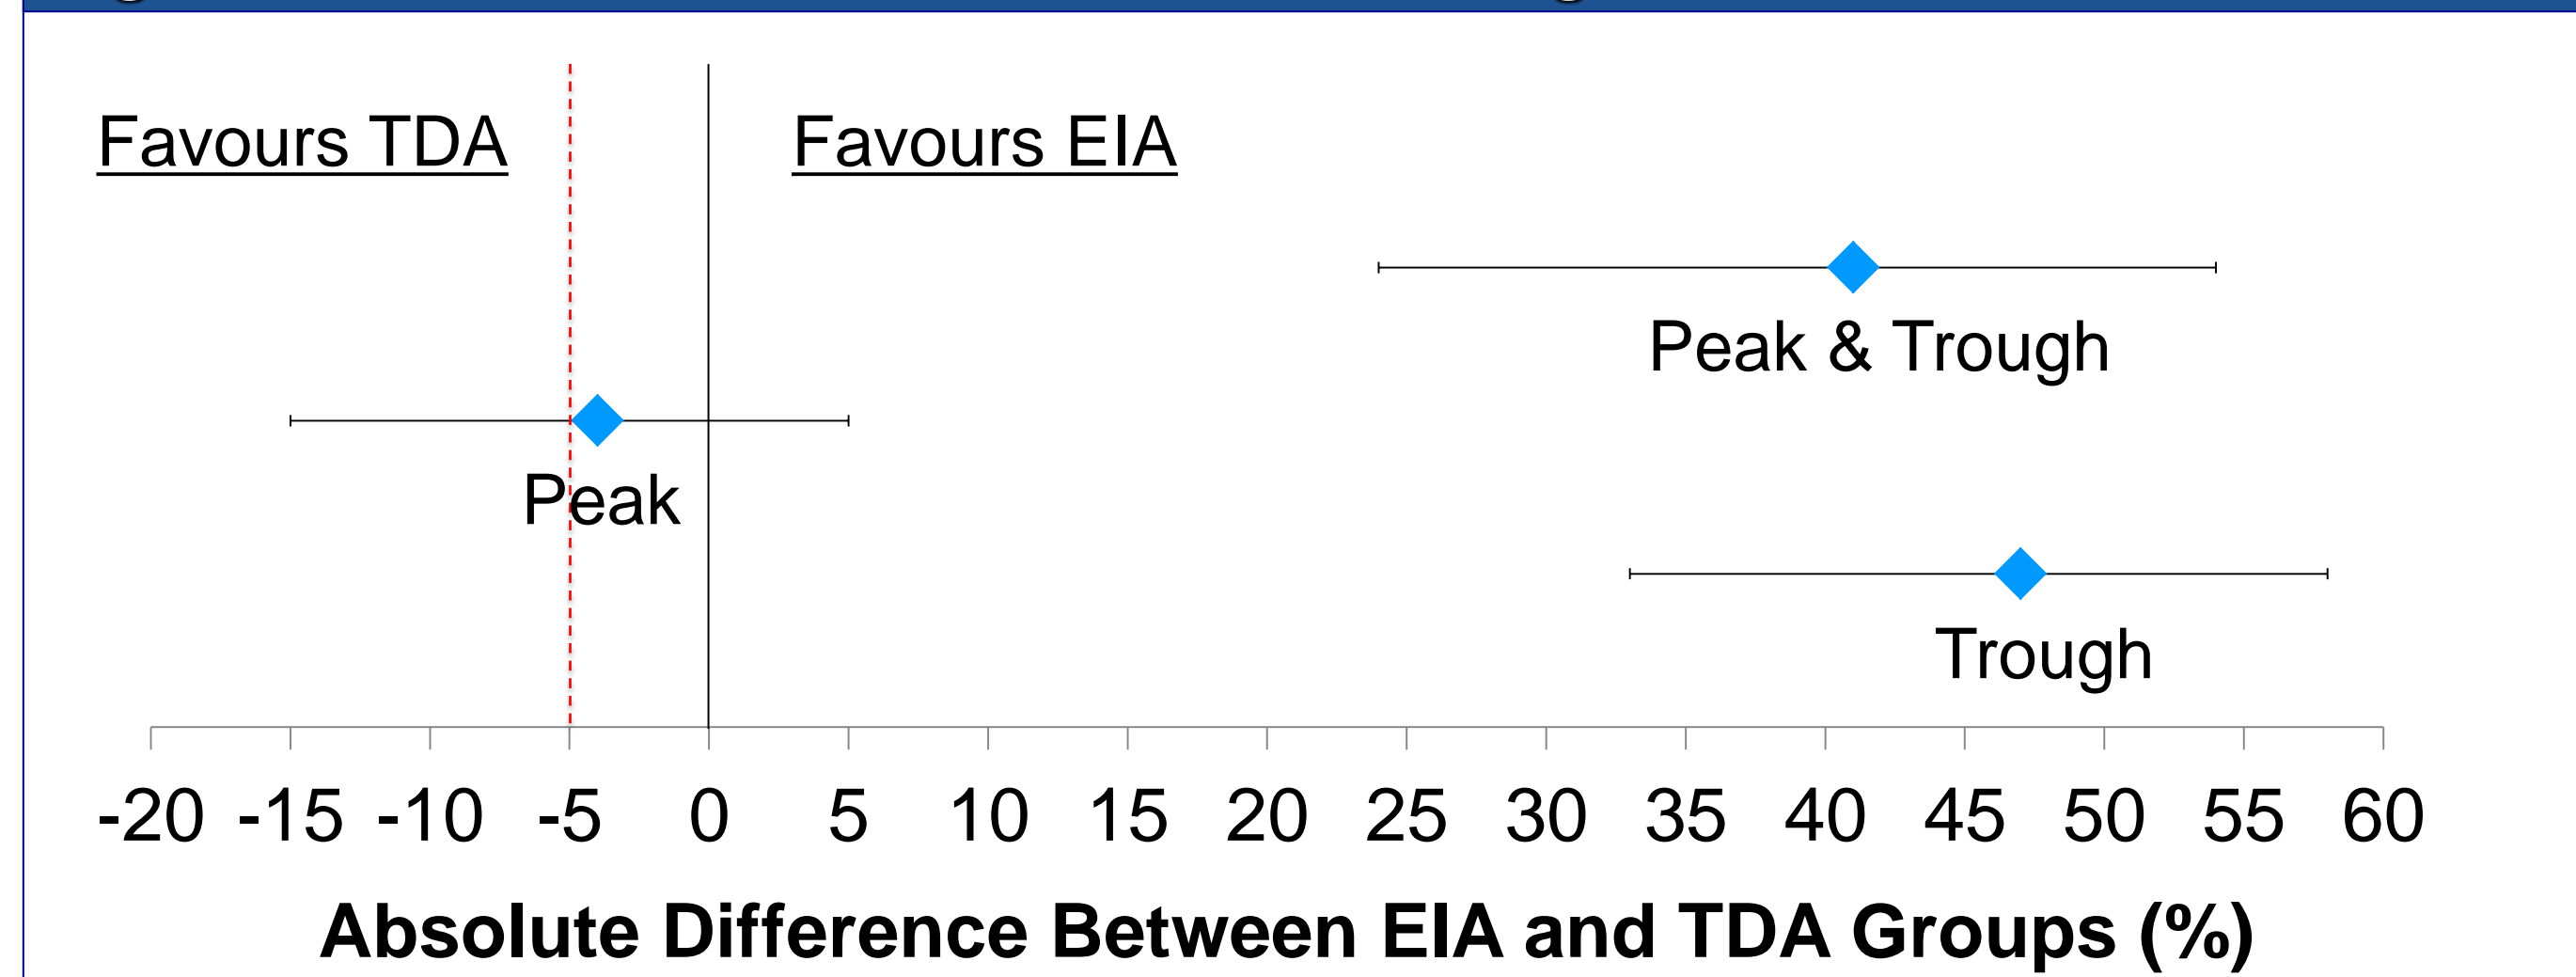 Favours TDA Favours EIA
Peak & Trough
Peak
Trough
-20 -15 -10 -5 0 5 10 15 20 25 30 35 40 45 50 55 60
Absolute Difference Between EIA and TDA Groups (%)